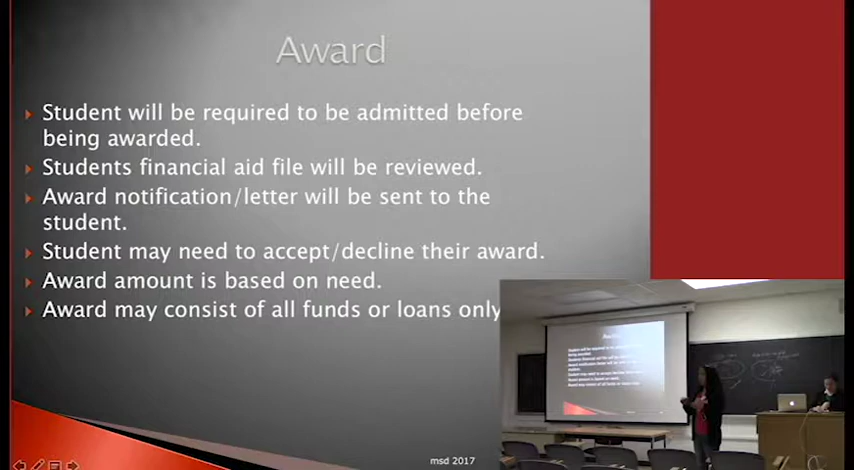 Award
Student will be required to be admitted before
being awarded.
Students financial aid file will be reviewed.
Award notification/letter will be sent to the
student.
Student may need to accept/decline their award.
Award amount is based on need.
Award may consist of all funds or loans only
msd 2017